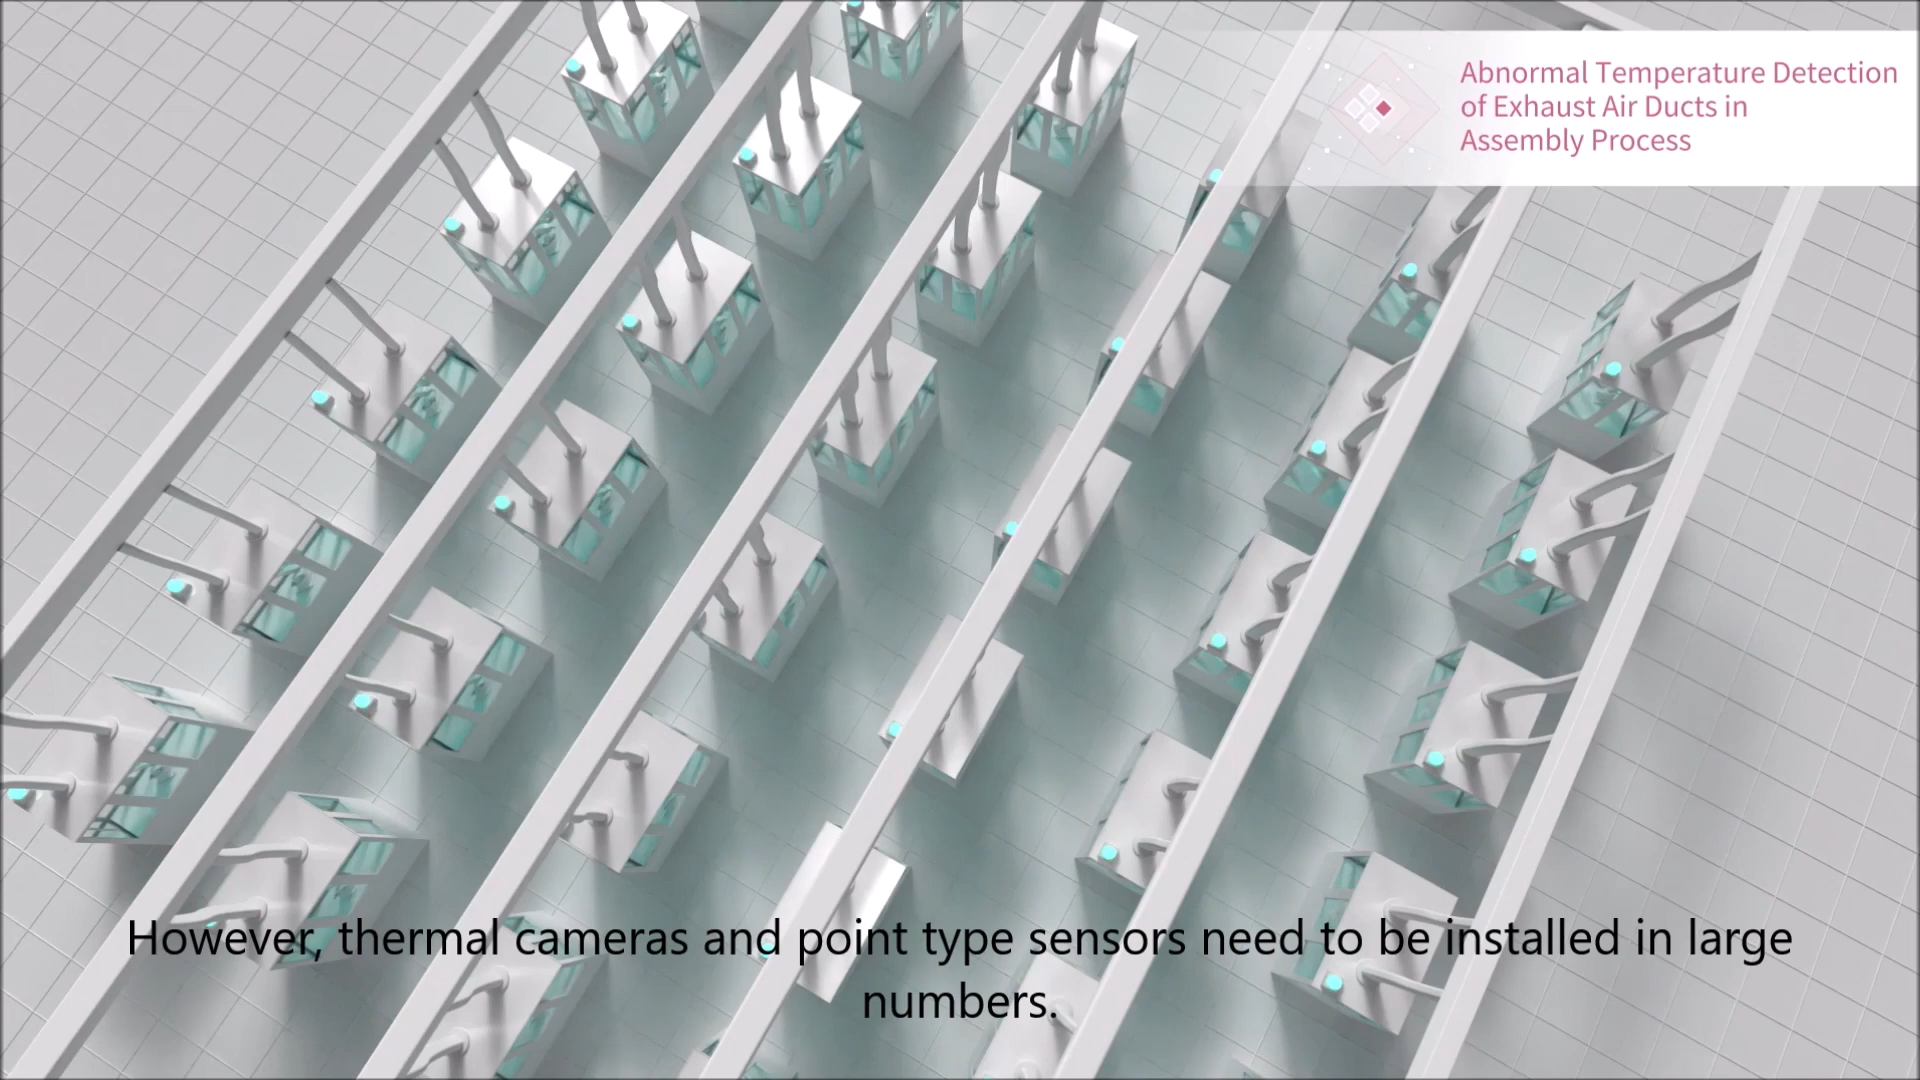 Abnormal Temperature Detection
of Exhaust Air Ducts in
Assembly Process
However, thermal cameras and point type sensors need to be installed in large
numbers.